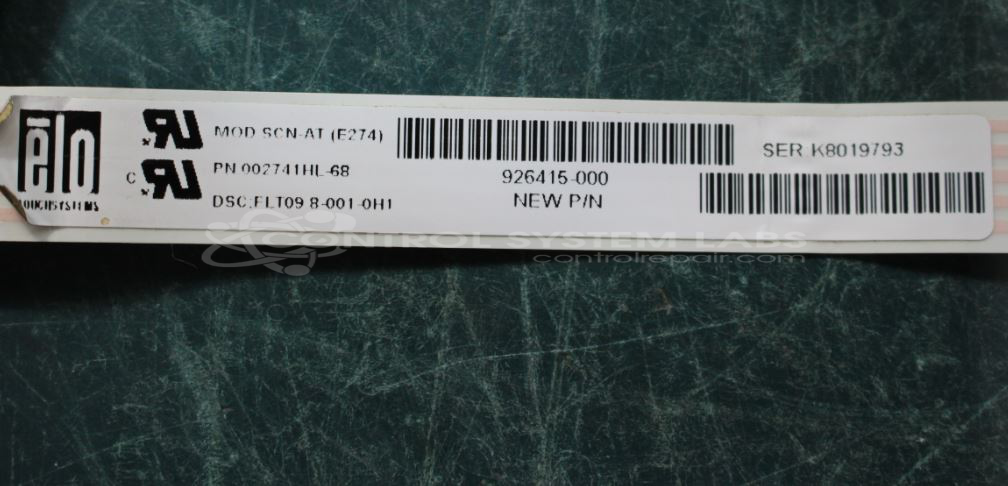 elo
TOUCHSYSTEMS
MOD SCN-AT (E274)
PN 002741HL-68
C
DSC:FLT09.8-001-0H1
926415-000
NEW P/N
SER K8019793
CONTROL SYSTEM LABS
controlrepair.com